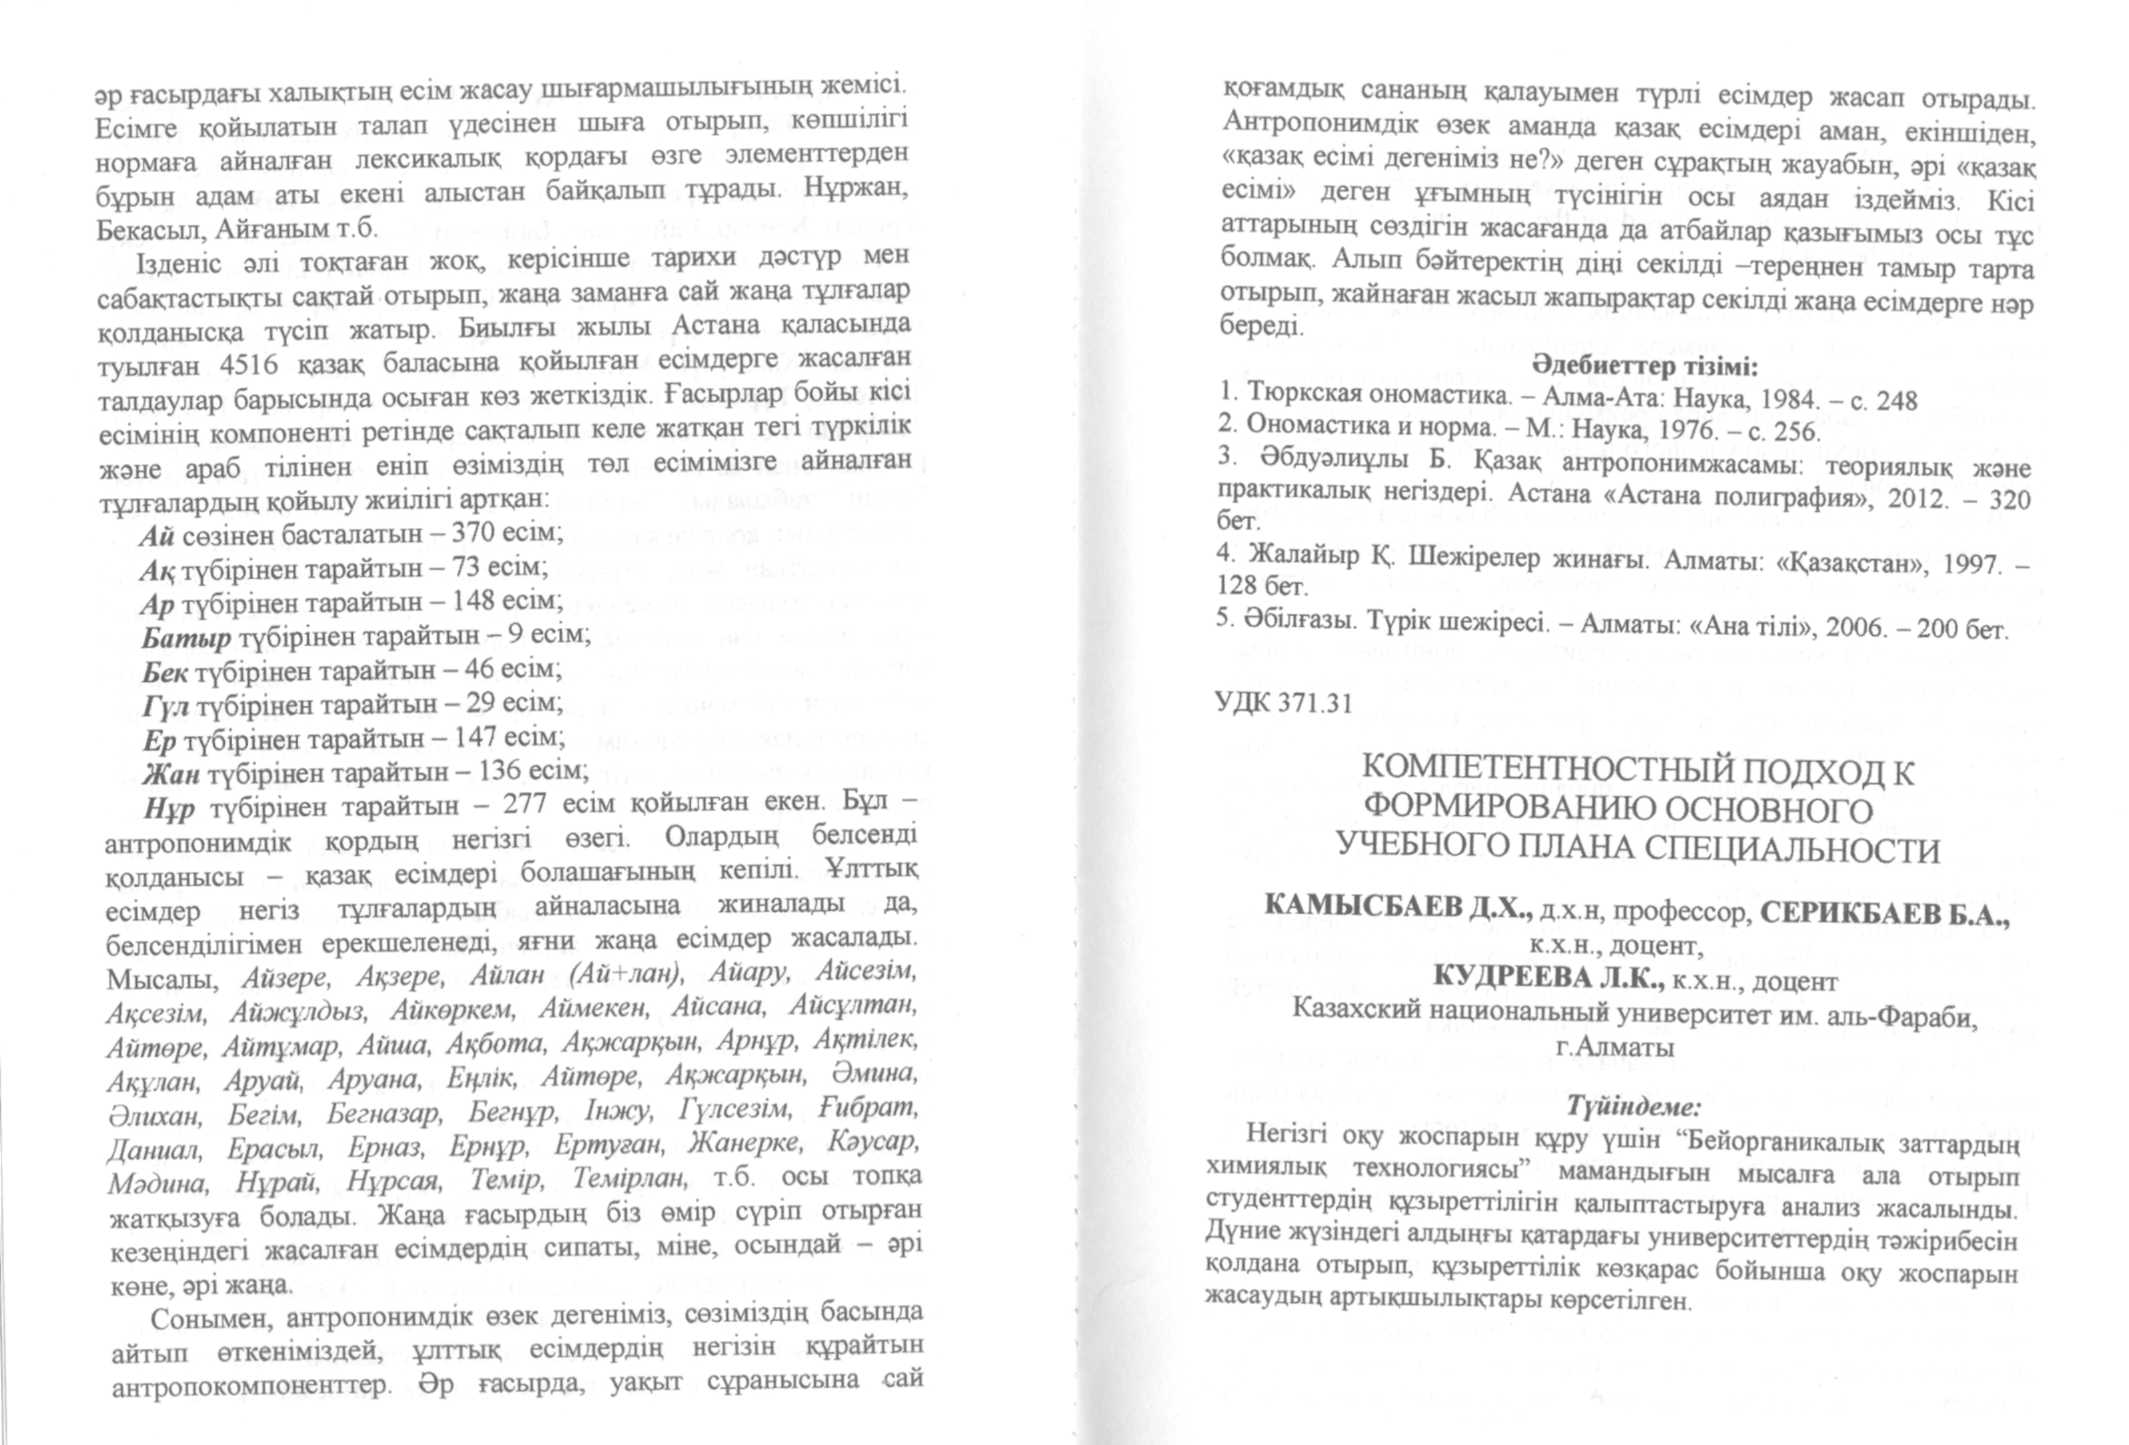 әр ғасырдағы халықтың есім жасау шығармашылығының жемісі.
Есімге қойылатын талап үдесінен шыға отырып, көпшілігі
нормаға айналған лексикалық қордағы өзге элементтерден
бұрын адам аты екені алыстан байқалып тұрады. Нұржан,
Бекасыл, Айғаным т.б.
Ізденіс әлі тоқтаған жоқ, керісінше тарихи дәстүр мен
сабақтастықты сақтай отырып, жаңа заманға сай жаңа тұлғалар
қолданысқа түсіп жатыр. Биылғы жылы Астана қаласында
туылған 4516 қазақ баласына қойылған есімдерге жасалған
талдаулар барысында осыған көз жеткіздік. Ғасырлар бойы кісі
есімінің компоненті ретінде сақталып келе жатқан тегі түркілік
және араб тілінен еніп өзіміздің төл есімімізге айналған
тұлғалардың қойылу жиілігі артқан:
Ай сөзінен басталатын – 370 есім;
Ақ түбірінен тарайтын – 73 есім;
Ар түбірінен тарайтын – 148 есім;
Батыр түбірінен тарайтын – 9 есім;
Бек түбірінен тарайтын – 46 есім;
Гүл түбірінен тарайтын – 29 есім;
Ер түбірінен тарайтын – 147 есім;
Жан түбірінен тарайтын – 136 есім;
Нұр түбірінен тарайтын – 277 есім қойылған екен. Бұл –
антропонимдік қордың негізгі өзегі. Олардың белсенді
қолданысы – қазақ есімдері болашағының кепілі. Ұлттық
есімдер негіз тұлғалардың айналасына жиналады да,
белсенділігімен ерекшеленеді, яғни жаңа есімдер жасалады.
Мысалы, Айзере, Ақзере, Айлан (Ай+лан), Айару, Айсезім,
Ақсезім, Айжұлдыз, Айкөркем, Аймекен, Айсана, Айсұлтан,
Айтөре, Айтұмар, Айша, Ақбота, Ақжарқын, Арнұр, Ақтілек,
Ақұлан, Аруай, Аруана, Еңлік, Айтөре, Ақжарқын, Әмина,
Әлихан, Бегім, Бегназар, Бегнұр, Інжу, Гүлсезім, Ғибрат,
Даниал, Ерасыл, Ерназ, Ернұр, Ертуған, Жанерке, Кәусар,
Мәдина, Нұрай, Нұрсая, Темір, Темірлан, т.б. осы топқа
жатқызуға болады. Жаңа ғасырдың біз өмір сүріп отырған
кезеңіндегі жасалған есімдердің сипаты, міне, осындай – әрі
көне, әрі жаңа.
Сонымен, антропонимдік өзек дегеніміз, сөзіміздің басында
айтып өткеніміздей, ұлттық есімдердің негізін құрайтын
антропокомпоненттер. Әр ғасырда, уақыт сұранысына сай
қоғамдық сананың қалауымен түрлі есімдер жасап отырады.
Антропонимдік өзек аманда қазақ есімдері аман, екіншіден,
«қазақ есімі дегеніміз не?» деген сұрақтың жауабын, әрі «қазақ
есімі» деген ұғымның түсінігін осы аядан іздейміз. Кісі
аттарының сөздігін жасағанда да атбайлар қазығымыз осы тұс
болмақ. Алып бәйтеректің діңі секілді –тереңнен тамыр тарта
отырып, жайнаған жасыл жапырақтар секілді жаңа есімдерге нәр
береді.
Әдебиеттер тізімі:
1. Тюркская ономастика. – Алма-Ата: Наука, 1984. – с. 248
2. Ономастика и норма. – М.: Наука, 1976. – с. 256.
3. Әбдуәлиұлы Б. Қазақ антропонимжасамы: теориялық және
практикалық негіздері. Астана «Астана полиграфия», 2012. – 320
бет.
4. Жалайыр Қ. Шежірелер жинағы. Алматы: «Қазақстан», 1997. –
128 бет.
5. Әбілғазы. Түрік шежіресі. – Алматы: «Ана тілі», 2006. – 200 бет.
УДК 371.31
КОМПЕТЕНТНОСТНЫЙ ПОДХОД К
ФОРМИРОВАНИЮ ОСНОВНОГО
УЧЕБНОГО ПЛАНА СПЕЦИАЛЬНОСТИ
КАМЫСБАЕВ Д.Х., д.х.н, профессор, СЕРИКБАЕВ Б.А.,
к.х.н., доцент,
КУДРЕЕВА Л.К., к.х.н., доцент
Казахский национальный университет им. аль-Фараби,
г.Алматы
Түйіндеме:
Негізгі оқу жоспарын құру үшін “Бейорганикалық заттардың
химиялық технологиясы” мамандығын мысалға ала отырып
студенттердің құзыреттілігін қалыптастыруға анализ жасалынды.
Дүние жүзіндегі алдыңғы қатардағы университеттердің тәжірибесін
қолдана отырып, құзыреттілік көзқарас бойынша оқу жоспарын
жасаудың артықшылықтары көрсетілген.